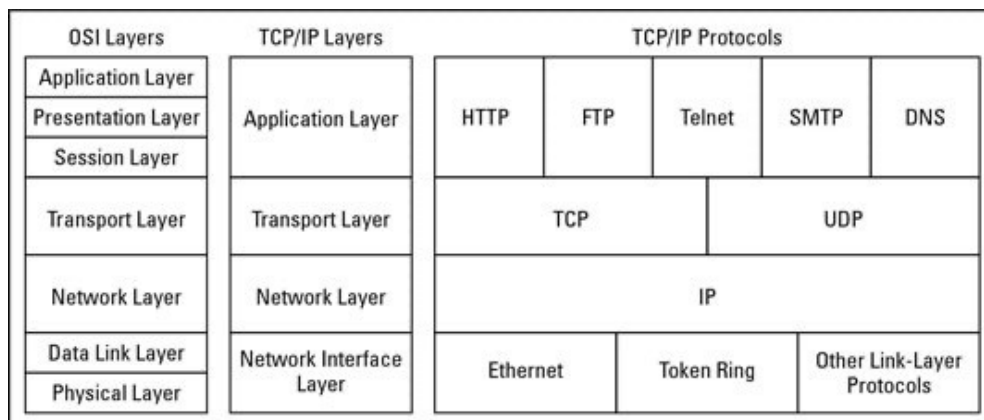 OSI Layers
TCP/IP Layers
TCP/IP Protocols
Application Layer
Presentation Layer
Session Layer
Transport Layer
Network Layer
Data Link Layer
Physical Layer
Application Layer
Transport Layer
Network Layer
Network Interface
Layer
HTTP
FTP
Telnet
SMTP
DNS
TCP
UDP
IP
Ethernet
Token Ring
Other Link-Layer
Protocols